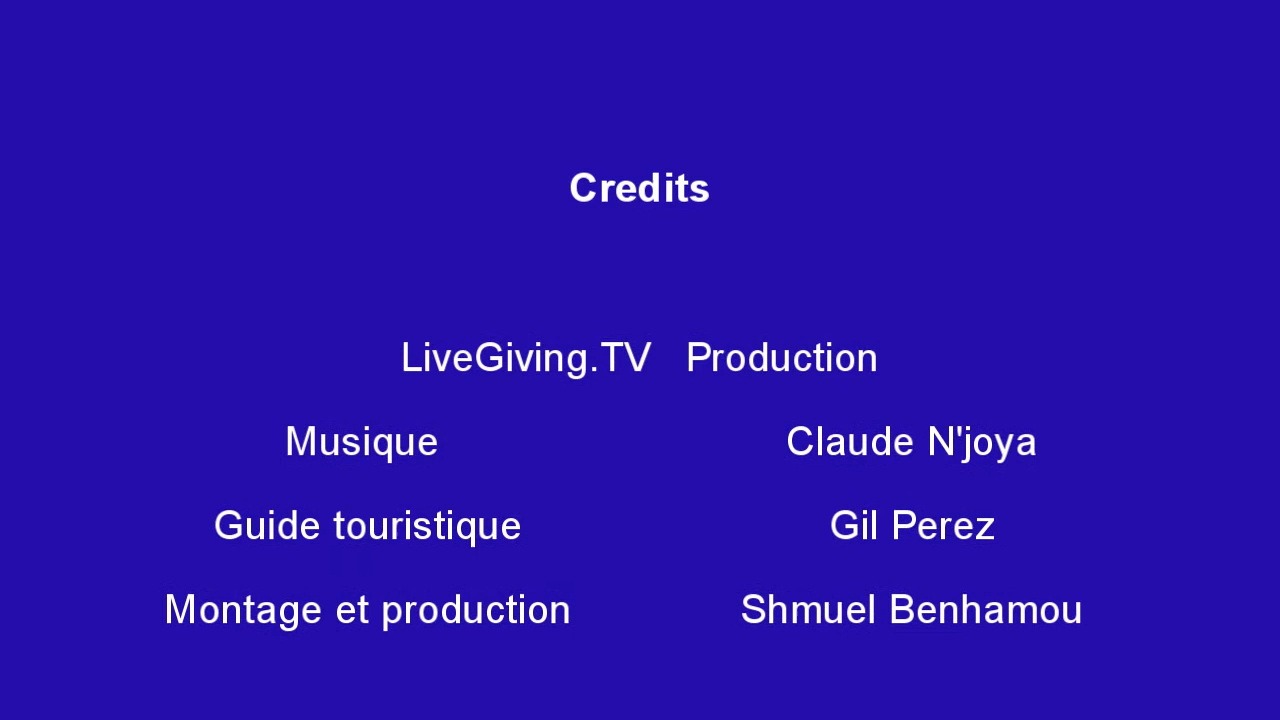 Credits
LiveGiving.TV Production
Musique Claude N'joya
Guide touristique Gil Perez
Montage et production Shmuel Benhamou